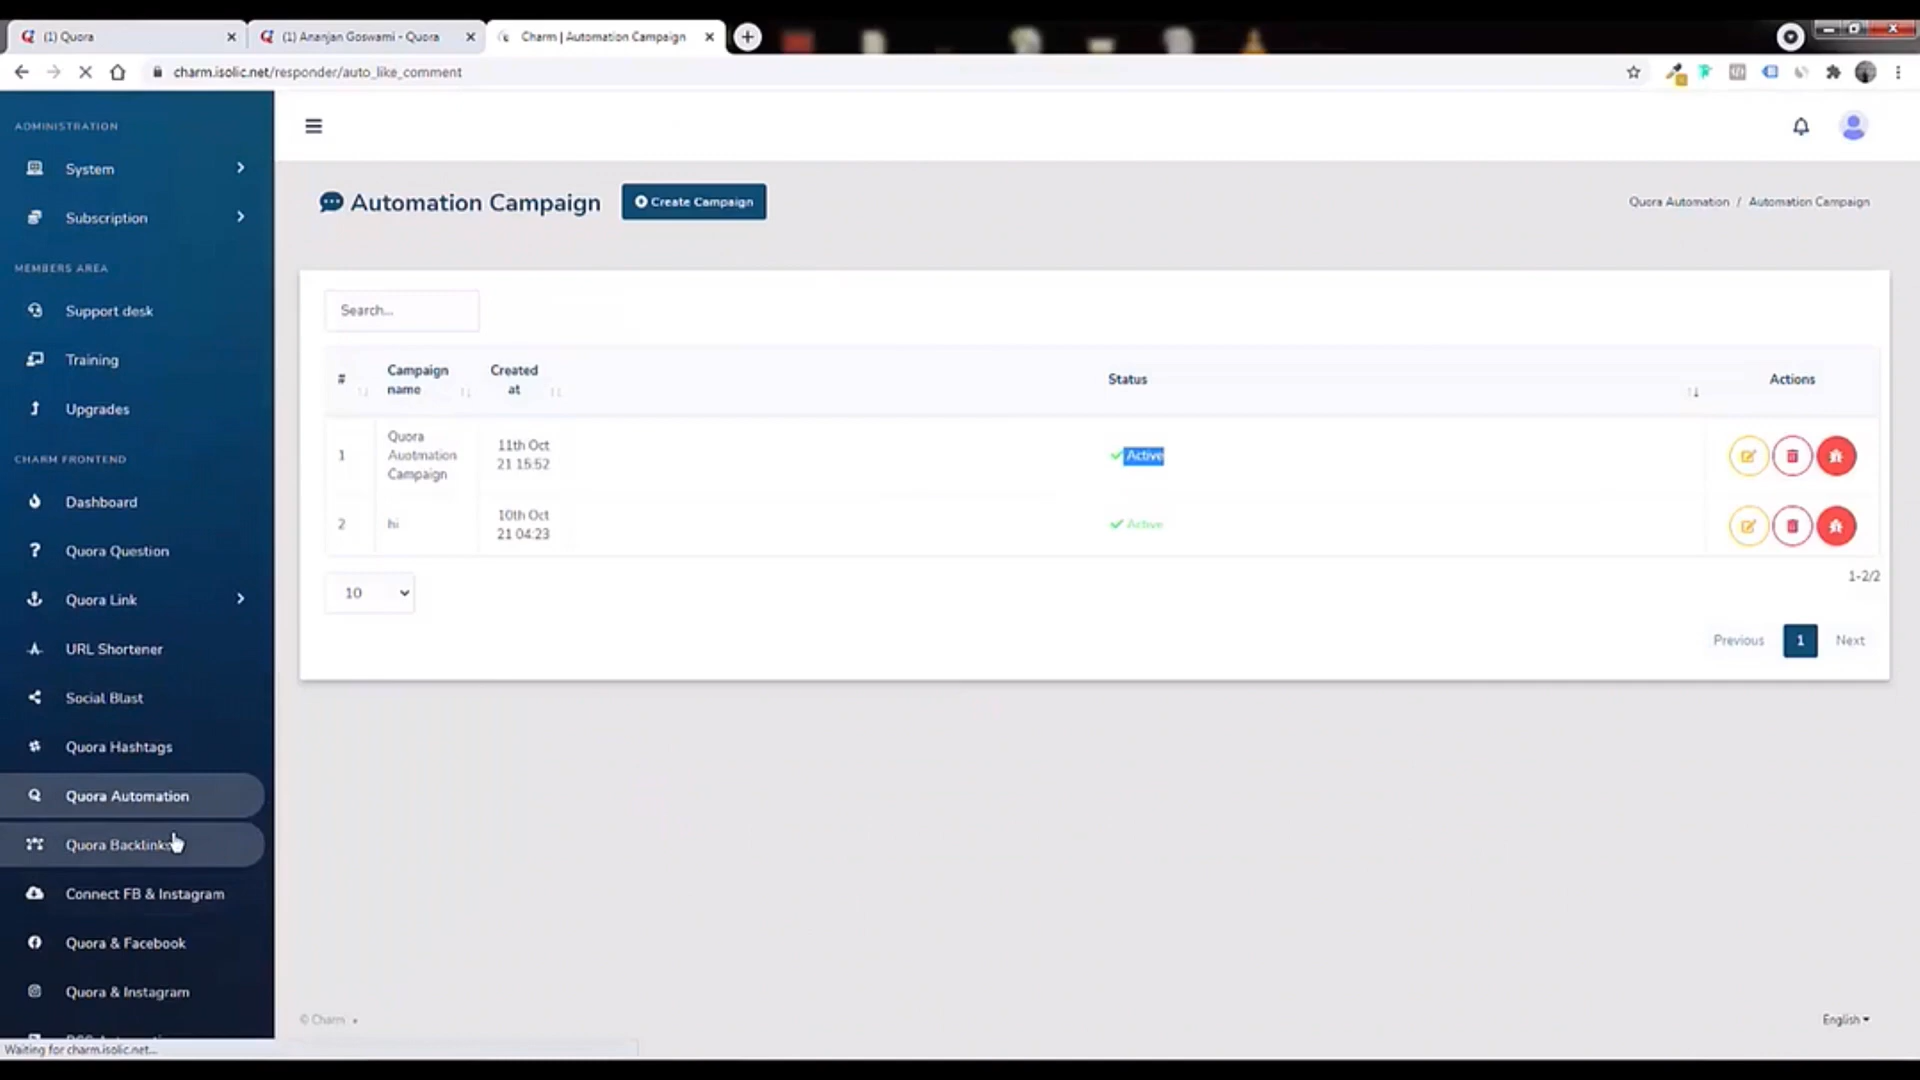 (1) Quora
(1) Ananjan Goswami - Quora
Charm | Automation Campaign
charm.isolic.net/responder/auto_like_comment
ADMINISTRATION
System
Subscription
MEMBERS AREA
Support desk
Training
Upgrades
CHARM FRONTEND
Dashboard
Quora Question
Quora Link
URL Shortener
Social Blast
Quora Hashtags
Quora Automation
Quora Backlinks
Connect FB & Instagram
Quora & Facebook
Quora & Instagram
Waiting for charm.isolic.net...
Automation Campaign
Create Campaign
Quora Automation / Automation Campaign
Search...
# Campaign name Created at Status Actions
1 Quora Auotmation Campaign 11th Oct 21 15:52 Active
2 hi 10th Oct 21 04:23 Active
10
1-2/2
Previous 1 Next
© Charm
English